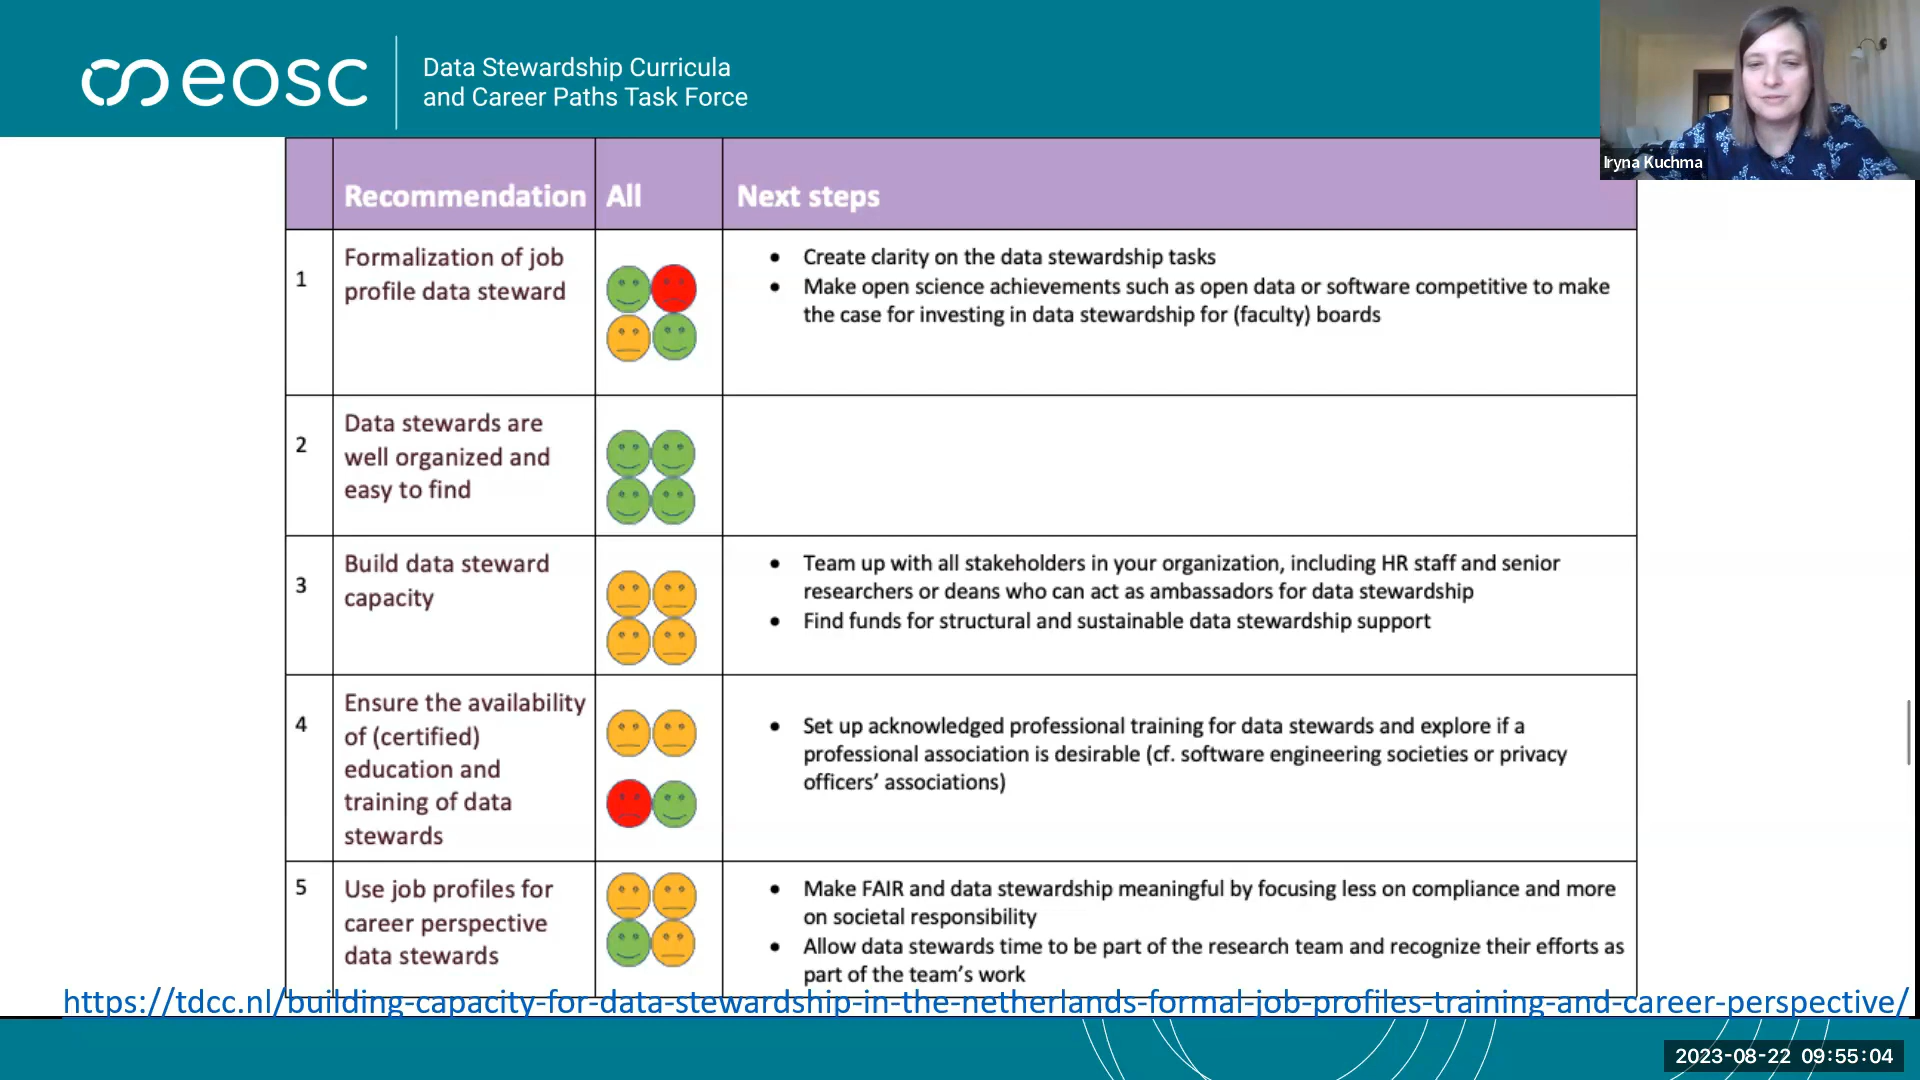 eosc
Data Stewardship Curricula
and Career Paths Task Force
Iryna Kuchma
Recommendation
All
Next steps
1
Formalization of job
profile data steward
• Create clarity on the data stewardship tasks
• Make open science achievements such as open data or software competitive to make
the case for investing in data stewardship for (faculty) boards
2
Data stewards are
well organized and
easy to find
3
Build data steward
capacity
• Team up with all stakeholders in your organization, including HR staff and senior
researchers or deans who can act as ambassadors for data stewardship
• Find funds for structural and sustainable data stewardship support
4
Ensure the availability
of (certified)
education and
training of data
stewards
• Set up acknowledged professional training for data stewards and explore if a
professional association is desirable (cf. software engineering societies or privacy
officers’ associations)
5
Use job profiles for
career perspective
data stewards
• Make FAIR and data stewardship meaningful by focusing less on compliance and more
on societal responsibility
• Allow data stewards time to be part of the research team and recognize their efforts as
part of the team’s work
https://tdcc.nl/building-capacity-for-data-stewardship-in-the-netherlands-formal-job-profiles-training-and-career-perspective/
2023-08-22 09:55:04